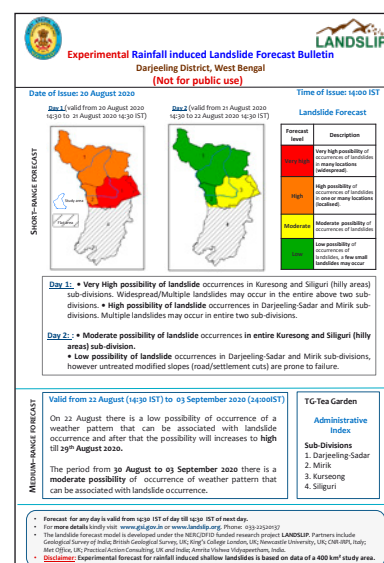 LANDSLIP
Experimental Rainfall induced Landslide Forecast Bulletin
Darjeeling District, West Bengal
(Not for public use)
Date of Issue: 20 August 2020
Time of Issue: 14:00 IST
Day 1 (valid from 20 August 2020
14:30 to 21 August 2020 14:30 IST)
Day 2 (valid from 21 August 2020
14:30 to 22 August 2020 14:30 IST)
Landslide Forecast
SHORT–RANGE FORECAST
Study area
Flat area
Forecast level
Description
Very high
Very high possibility of
occurrences of landslides
in many locations
(widespread).
High
High possibility of
occurrences of landslides
in one or many locations
(localised).
Moderate
Moderate possibility of
occurrences of landslides
Low
Low possibility of
occurrences of
landslides, a few small
landslides may occur
Day 1: • Very High possibility of landslide occurrences in Kuresong and Siliguri (hilly areas)
sub-divisions. Widespread/Multiple landslides may occur in the entire above two sub-
divisions. • High possibility of landslide occurrences in Darjeeling-Sadar and Mirik sub-
divisions. Multiple landslides may occur in entire two sub-divisions.
Day 2: : • Moderate possibility of landslide occurrences in entire Kuresong and Siliguri (hilly
areas) sub-division.
• Low possibility of landslide occurrences in Darjeeling-Sadar and Mirik sub-divisions,
however untreated modified slopes (road/settlement cuts) are prone to failure.
MEDIUM–RANGE FORECAST
Valid from 22 August (14:30 IST) to 03 September 2020 (24:00IST)
On 22 August there is a low possibility of occurrence of a
weather pattern that can be associated with landslide
occurrence and after that the possibility will increases to high
till 29th August 2020.
The period from 30 August to 03 September 2020 there is a
moderate possibility of occurrence of weather pattern that
can be associated with landslide occurrence.
TG-Tea Garden
Administrative
Index
Sub-Divisions
1. Darjeeling-Sadar
2. Mirik
3. Kurseong
4. Siliguri
• Forecast for any day is valid from 14:30 IST of day till 14:30 IST of next day.
• For more details kindly visit www.gsi.gov.in or www.landslip.org. Phone: 033-22520137
• The landslide forecast model is developed under the NERC/DFID funded research project LANDSLIP. Partners include
Geological Survey of India; British Geological Survey, UK; King's College London, UK; Newcastle University, UK; CNR-IRPI, Italy;
Met Office, UK; Practical Action Consulting, UK and India; Amrita Vishwa Vidyapeetham, India.
• Disclaimer: Experimental forecast for rainfall induced shallow landslides is based on data of a 400 km² study area.